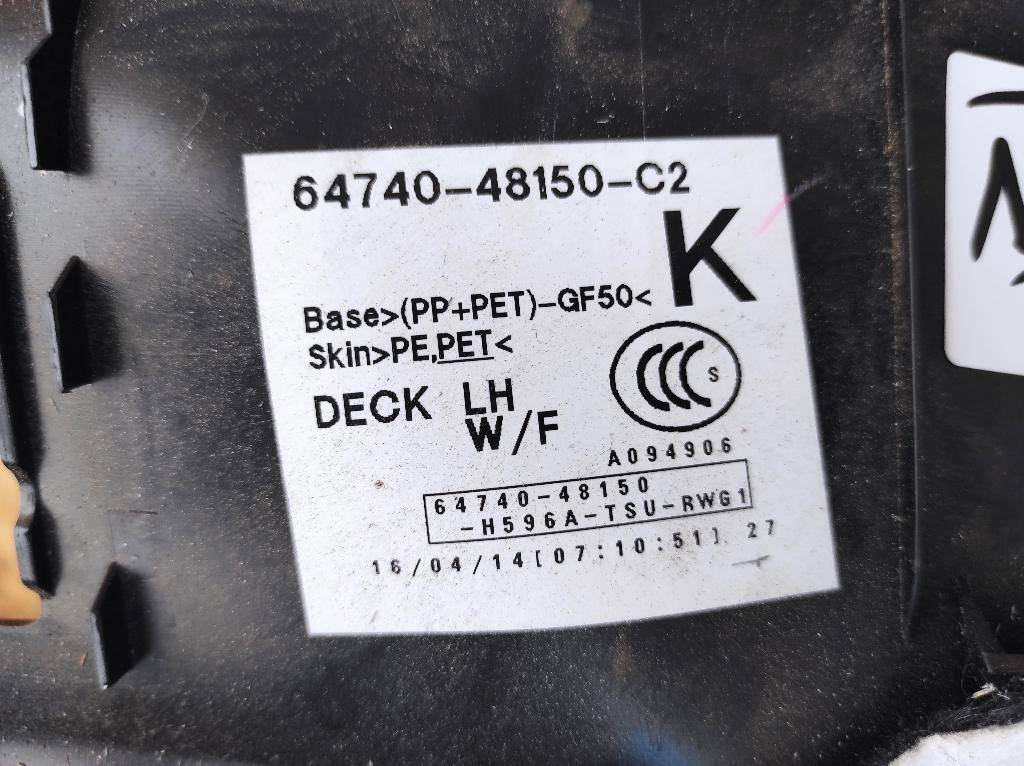 64740-48150-C2
K
Base>(PP+PET)-GF50<
Skin>PE,PET<
DECK LH
W/F
CCC S
A094906
64740-48150
-H596A-TSU-RWG1
16/04/14[07:10:51] 27